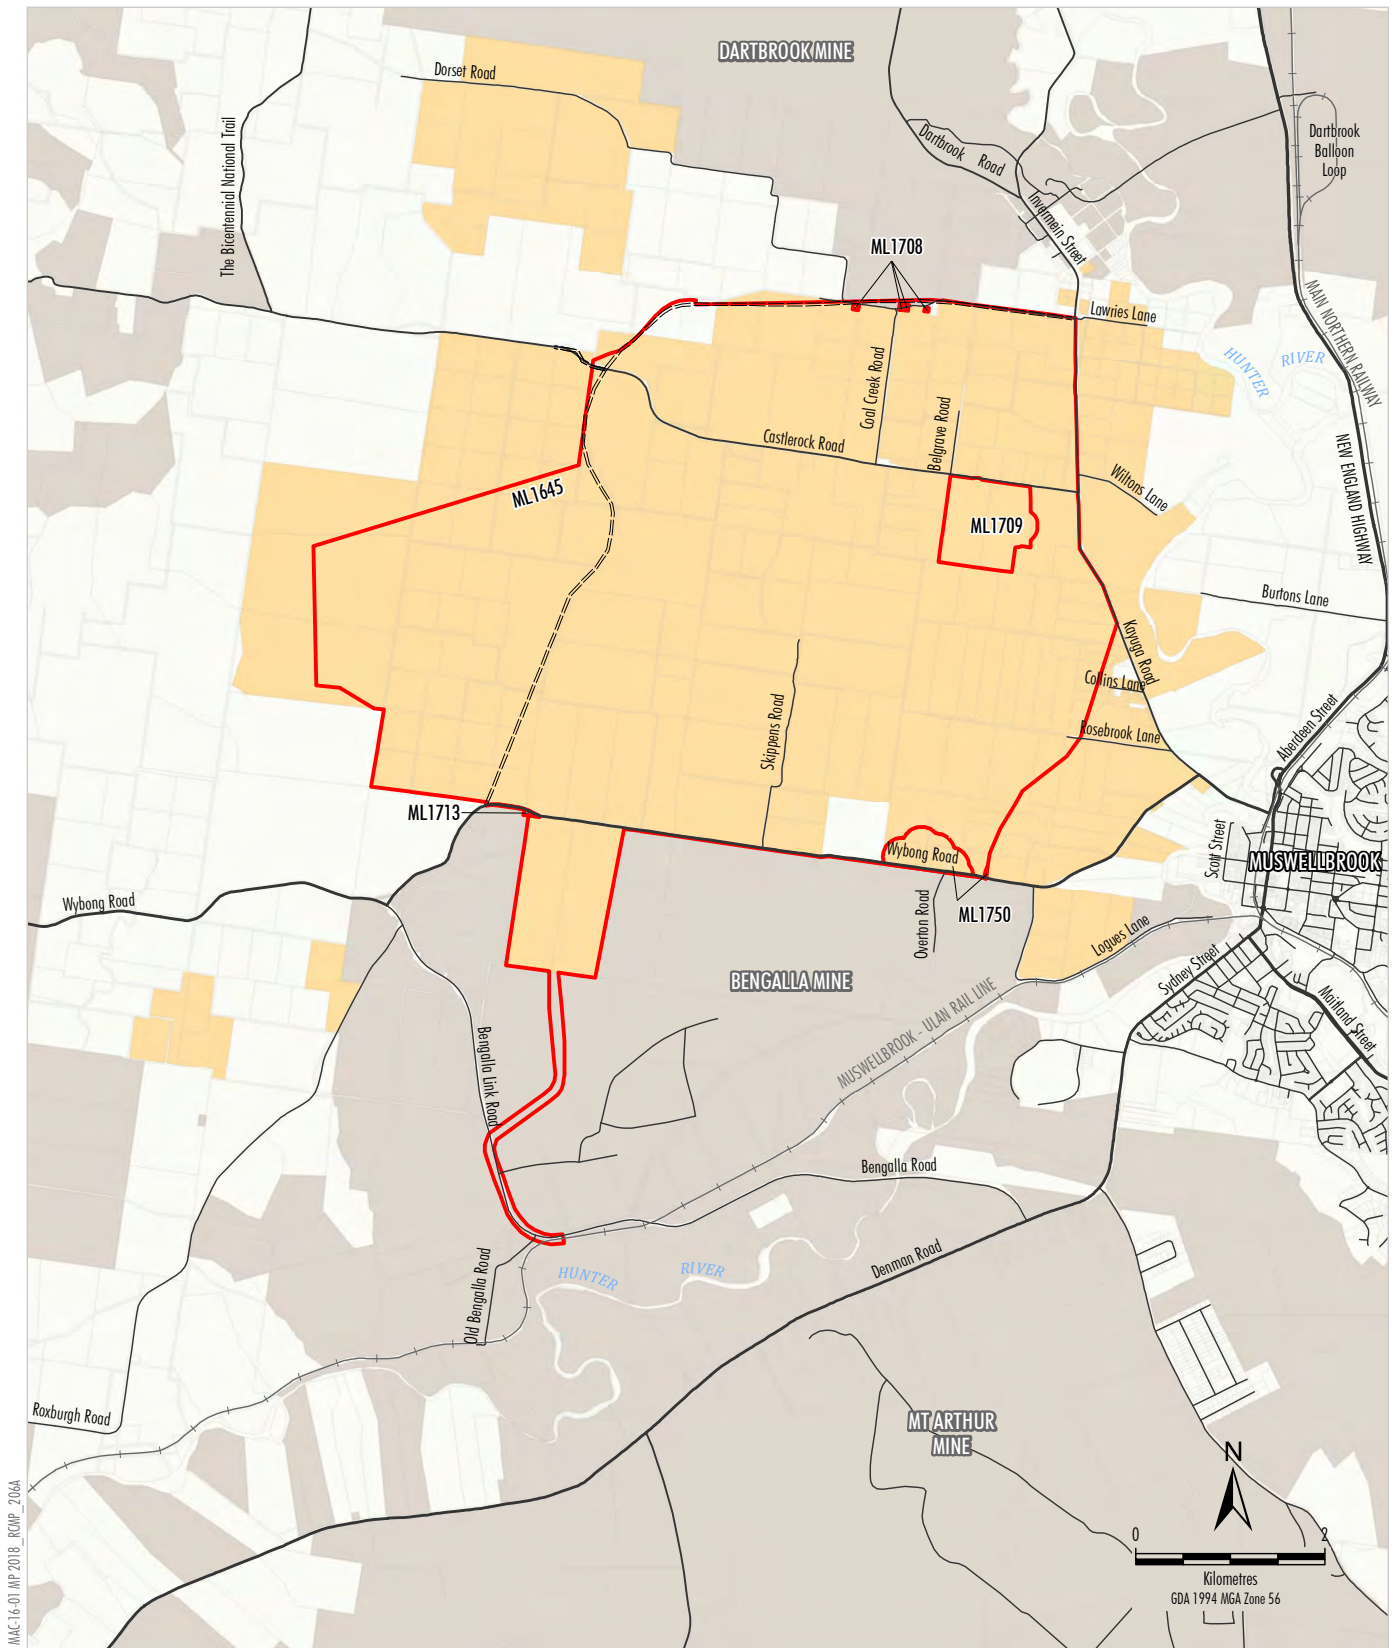 DARTBROOK MINE
Dorset Road
The Bicentennial National Trail
Dartbrook Road
Dartbrook
Balloon
Loop
Invermein Street
ML1708
Lawries Lane
MAIN NORTHERN RAILWAY
HUNTER RIVER
Coal Creek Road
Belgrave Road
Castlerock Road
NEW ENGLAND HIGHWAY
Wiltons Lane
ML1645
ML1709
Burtons Lane
Kayuga Road
Collins Lane
Skippens Road
Rosebrook Lane
Aberdeen Street
ML1713
Scott Street
MUSWELLBROOK
Wybong Road
Wybong Road
ML1750
Overton Road
Logues Lane
Sydney Street
BENGALLA MINE
MUSWELLBROOK - ULAN RAIL LINE
Maitland Street
Bengalla Link Road
Bengalla Road
Denman Road
HUNTER RIVER
Old Bengalla Road
Roxburgh Road
MT ARTHUR
MINE
N
0 2
Kilometres
GDA 1994 MGA Zone 56
MAC-16-01 MP 2018_RCMP_206A